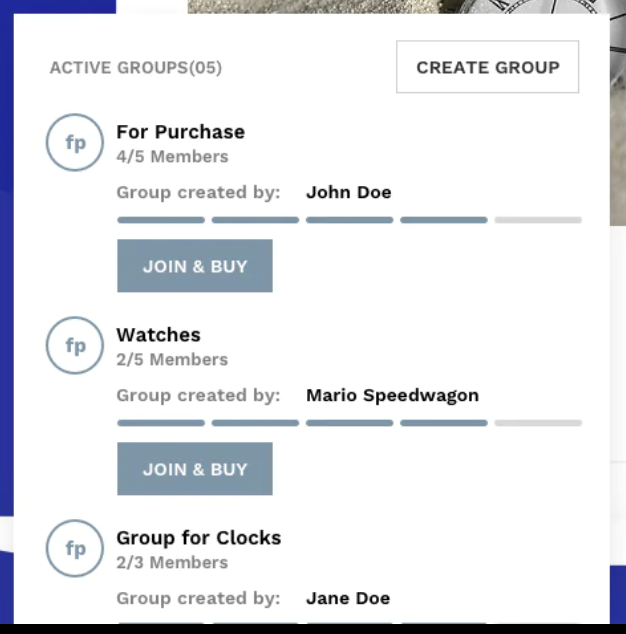 ACTIVE GROUPS(05)
CREATE GROUP
fp
For Purchase
4/5 Members
Group created by: John Doe
JOIN & BUY
fp
Watches
2/5 Members
Group created by: Mario Speedwagon
JOIN & BUY
fp
Group for Clocks
2/3 Members
Group created by: Jane Doe